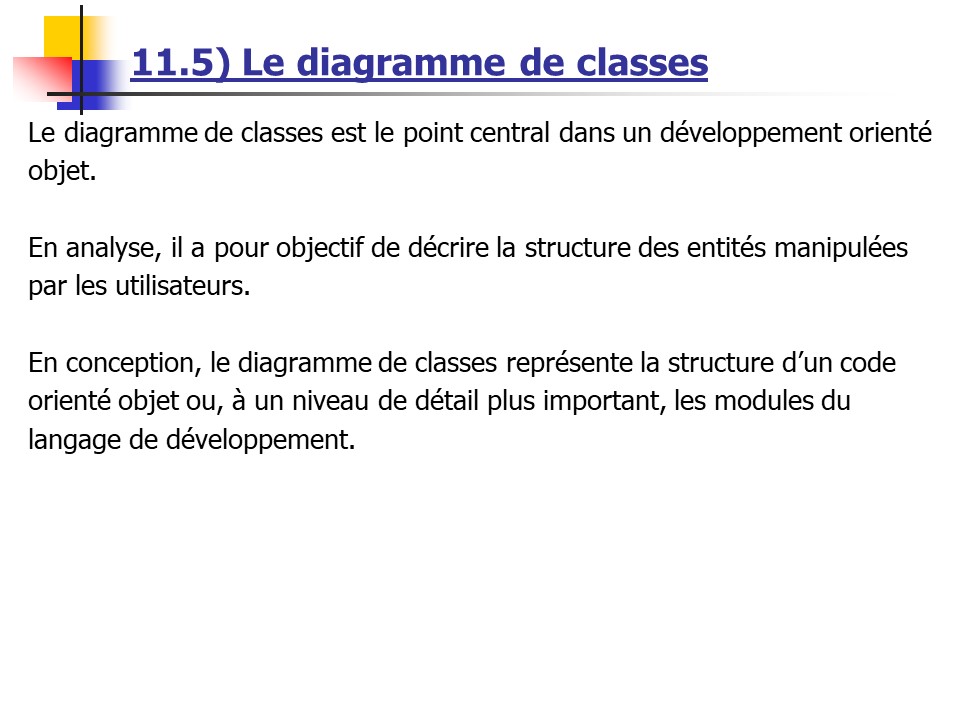 11.5) Le diagramme de classes
Le diagramme de classes est le point central dans un développement orienté
objet.
En analyse, il a pour objectif de décrire la structure des entités manipulées
par les utilisateurs.
En conception, le diagramme de classes représente la structure d’un code
orienté objet ou, à un niveau de détail plus important, les modules du
langage de développement.